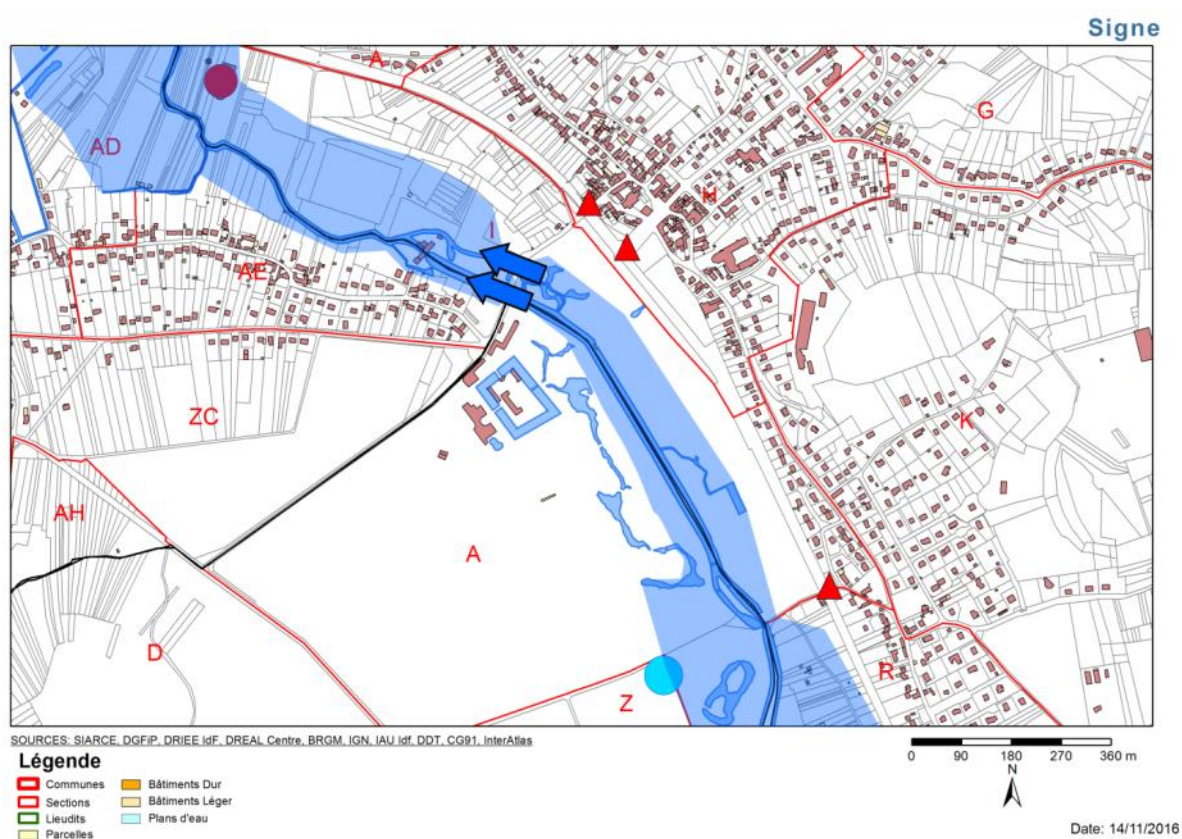 Signe
A
G
AD
H
I
AE
ZC
K
AH
A
D
R
Z
SOURCES: SIARCE, DGFiP, DRIEE IdF, DREAL Centre, BRGM, IGN, IAU Idf, DDT, CG91, InterAtlas
Légende
Communes
Bâtiments Dur
Sections
Bâtiments Léger
Lieudits
Plans d'eau
Parcelles
0 90 180 270 360 m
N
Date: 14/11/2016